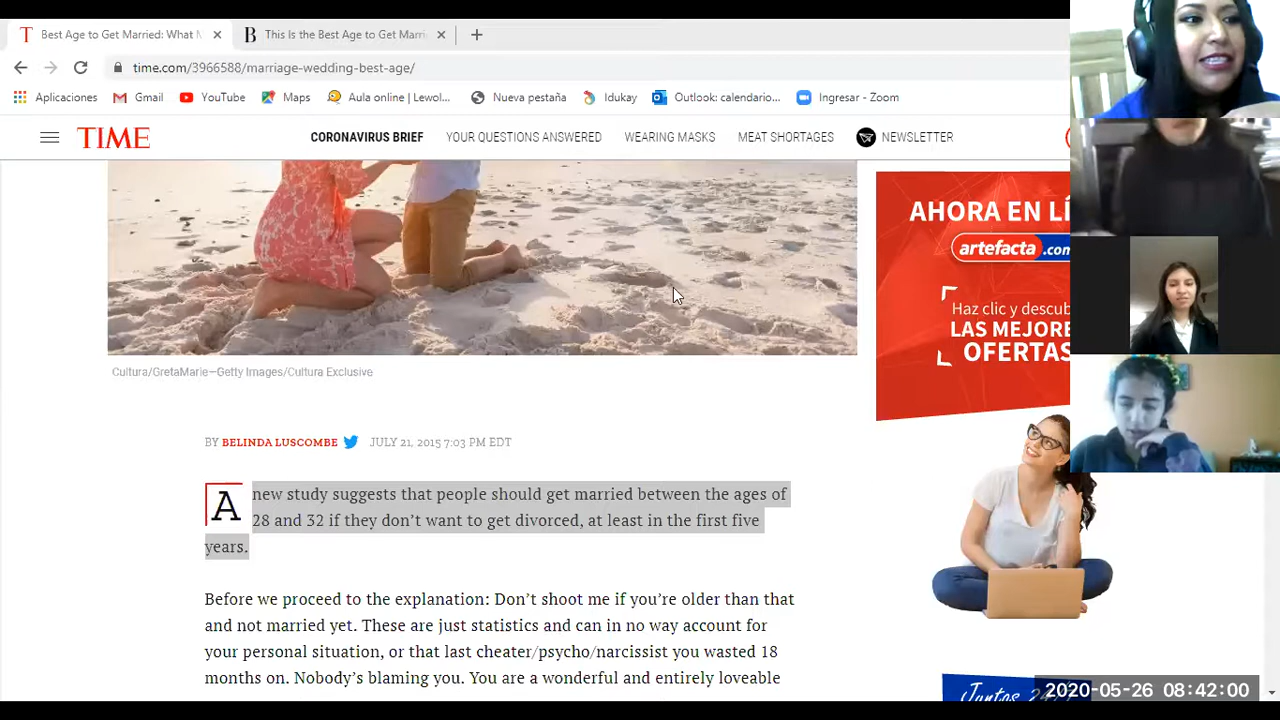 T Best Age to Get Married: What M
B This Is the Best Age to Get Marri
time.com/3966588/marriage-wedding-best-age/
Aplicaciones Gmail YouTube Maps Aula online | Lewol... Nueva pestaña Idukay Outlook: calendario... Ingresar - Zoom
TIME CORONAVIRUS BRIEF YOUR QUESTIONS ANSWERED WEARING MASKS MEAT SHORTAGES NEWSLETTER
Cultura/GretaMarie—Getty Images/Cultura Exclusive
BY BELINDA LUSCOMBE JULY 21, 2015 7:03 PM EDT
A new study suggests that people should get married between the ages of
28 and 32 if they don't want to get divorced, at least in the first five
years.
Before we proceed to the explanation: Don't shoot me if you're older than that
and not married yet. These are just statistics and can in no way account for
your personal situation, or that last cheater/psycho/narcissist you wasted 18
months on. Nobody's blaming you. You are a wonderful and entirely loveable
AHORA EN LÍ
artefacta.com
Haz clic y descub
LAS MEJORE
OFERTAS
Juntos 24/
2020-05-26 08:42:00